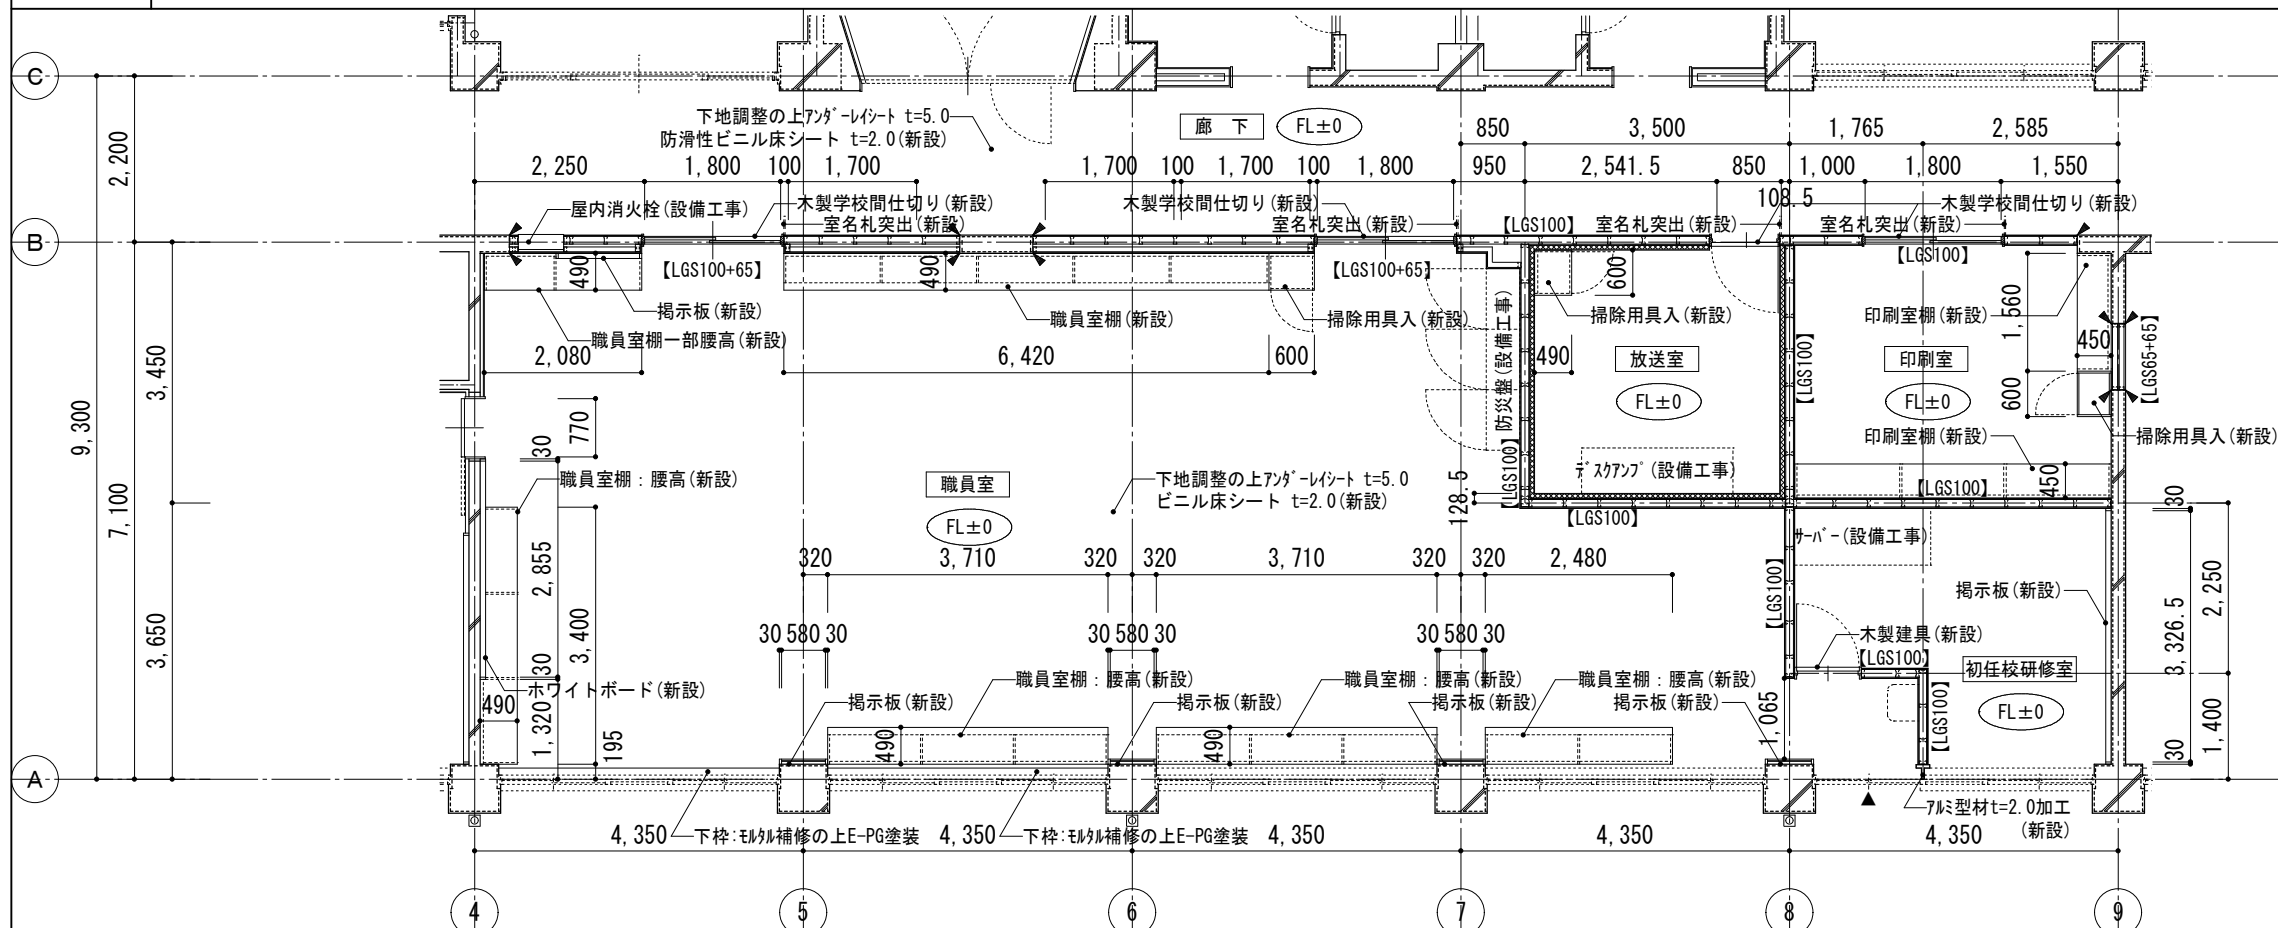 C
下地調整の上アンダーレイシート t=5.0
防滑性ビニル床シート t=2.0(新設)
廊 下
FL±0
850
3,500
1,765
2,585
2,250
1,800
100
1,700
1,700
100
1,700
100
1,800
950
2,541.5
850
1,000
1,800
1,550
108.5
2,200
屋内消火栓(設備工事)
木製学校間仕切り(新設)
室名札突出(新設)
木製学校間仕切り(新設)
室名札突出(新設)
【LGS100】
室名札突出(新設)
室名札突出(新設)
木製学校間仕切り(新設)
B
490
【LGS100+65】
490
【LGS100+65】
600
【LGS100】
掲示板(新設)
職員室棚一部腰高(新設)
職員室棚(新設)
掃除用具入(新設)
防災盤(設備工事)
掃除用具入(新設)
印刷室棚(新設)
1,560
450
【LGS65+65】
2,080
6,420
600
490
放送室
FL±0
【LGS100】
印刷室
FL±0
600
9,300
3,450
7,100
3,650
770
30
職員室棚：腰高(新設)
職員室
FL±0
下地調整の上アンダーレイシート t=5.0
ビニル床シート t=2.0(新設)
【LGS100】
128.5
デスクアンプ(設備工事)
【LGS100】
印刷室棚(新設)
掃除用具入(新設)
【LGS100】
450
30
2,855
3,400
30
1,320
195
490
ホワイトボード(新設)
320
3,710
320
320
3,710
320
320
2,480
サーバー(設備工事)
【LGS100】
掲示板(新設)
3,326.5
2,250
30 580 30
30 580 30
30 580 30
木製建具(新設)
【LGS100】
初任校研修室
FL±0
【LGS100】
掲示板(新設)
職員室棚：腰高(新設)
掲示板(新設)
職員室棚：腰高(新設)
掲示板(新設)
職員室棚：腰高(新設)
掲示板(新設)
1,065
490
490
30
1,400
A
アルミ型材t=2.0加工
(新設)
4,350
下枠:モルタル補修の上E-PG塗装
4,350
下枠:モルタル補修の上E-PG塗装
4,350
4,350
4,350
4
5
6
7
8
9